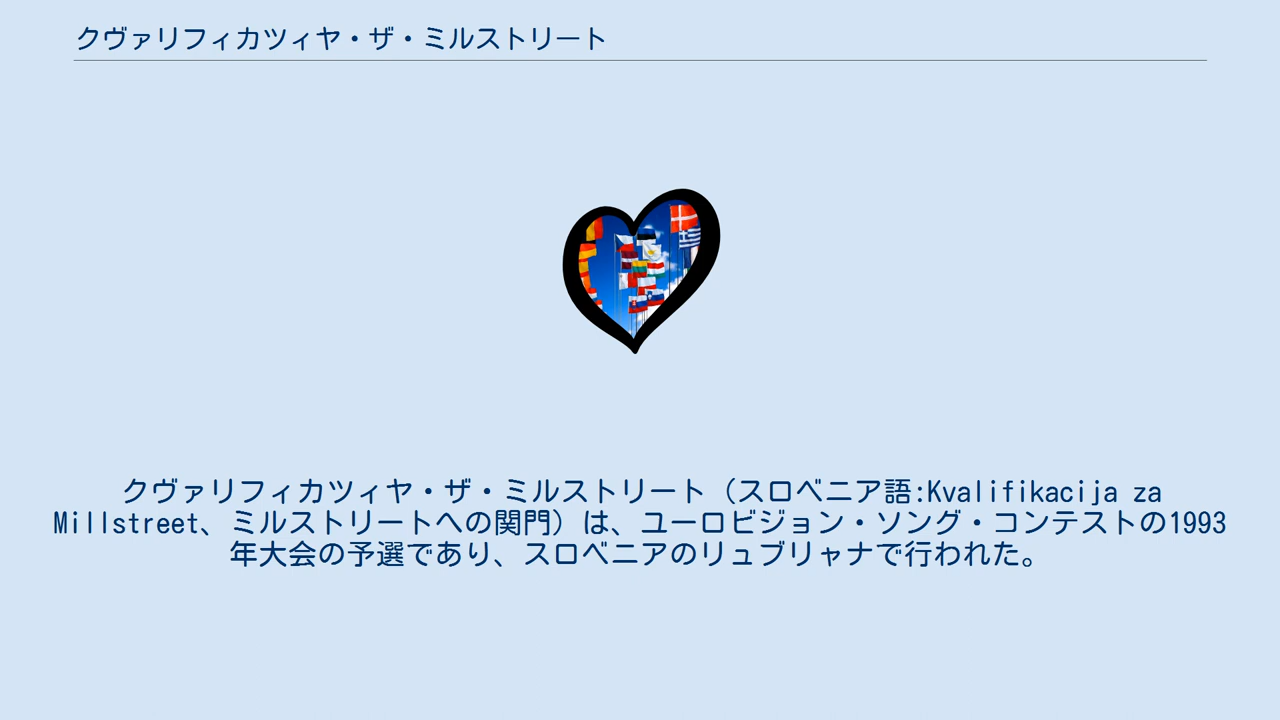 クヴァリフィカツィヤ・ザ・ミルストリート
クヴァリフィカツィヤ・ザ・ミルストリート（スロベニア語:Kvalifikacija za
Millstreet、ミルストリートへの関門）は、ユーロビジョン・ソング・コンテストの1993
年大会の予選であり、スロベニアのリュブリャナで行われた。